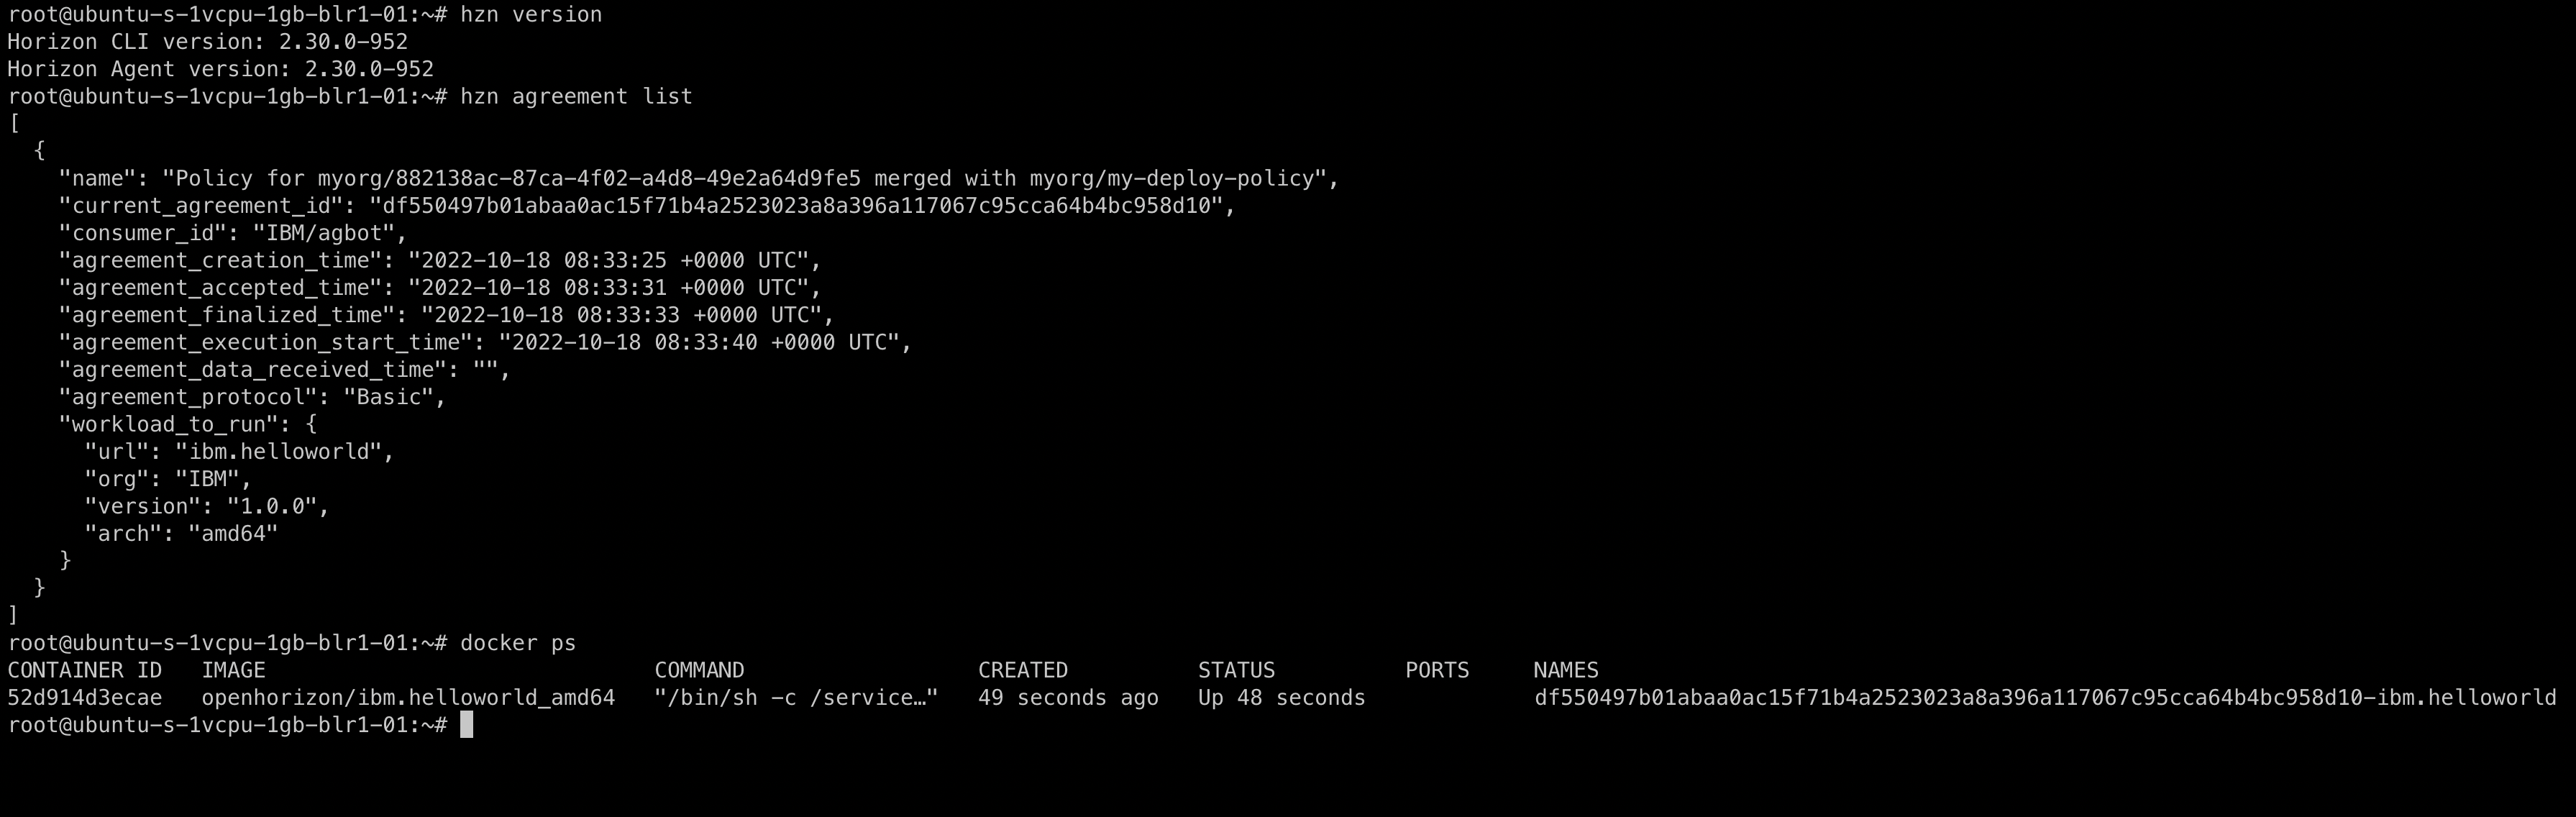 root@ubuntu-s-1vcpu-1gb-blr1-01:~# hzn version
Horizon CLI version: 2.30.0-952
Horizon Agent version: 2.30.0-952
root@ubuntu-s-1vcpu-1gb-blr1-01:~# hzn agreement list
[
  {
    "name": "Policy for myorg/882138ac-87ca-4f02-a4d8-49e2a64d9fe5 merged with myorg/my-deploy-policy",
    "current_agreement_id": "df550497b01abaa0ac15f71b4a2523023a8a396a117067c95cca64b4bc958d10",
    "consumer_id": "IBM/agbot",
    "agreement_creation_time": "2022-10-18 08:33:25 +0000 UTC",
    "agreement_accepted_time": "2022-10-18 08:33:31 +0000 UTC",
    "agreement_finalized_time": "2022-10-18 08:33:33 +0000 UTC",
    "agreement_execution_start_time": "2022-10-18 08:33:40 +0000 UTC",
    "agreement_data_received_time": "",
    "agreement_protocol": "Basic",
    "workload_to_run": {
      "url": "ibm.helloworld",
      "org": "IBM",
      "version": "1.0.0",
      "arch": "amd64"
    }
  }
]
root@ubuntu-s-1vcpu-1gb-blr1-01:~# docker ps
CONTAINER ID   IMAGE                              COMMAND                  CREATED          STATUS          PORTS     NAMES
52d914d3ecae   openhorizon/ibm.helloworld_amd64   "/bin/sh -c /service…"   49 seconds ago   Up 48 seconds             df550497b01abaa0ac15f71b4a2523023a8a396a117067c95cca64b4bc958d10-ibm.helloworld
root@ubuntu-s-1vcpu-1gb-blr1-01:~#